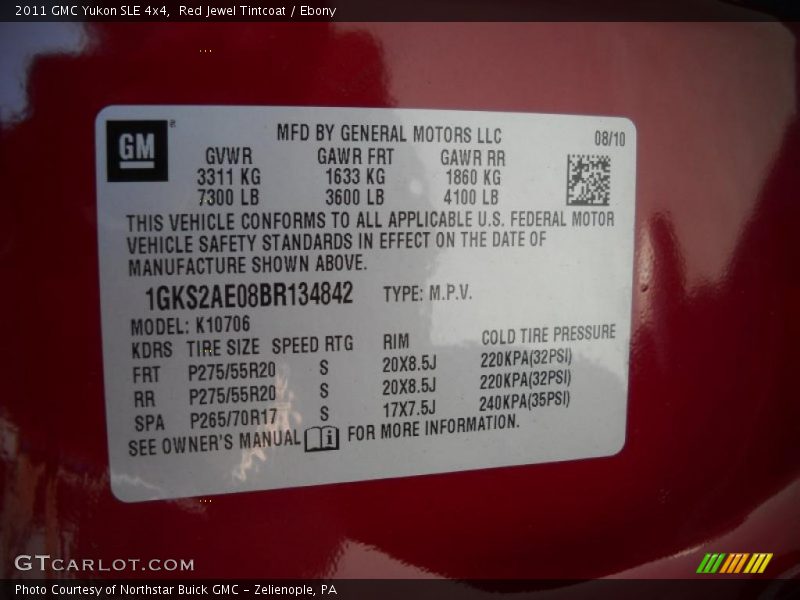 2011 GMC Yukon SLE 4x4,  Red Jewel Tintcoat / Ebony
GM ®
MFD BY GENERAL MOTORS LLC 08/10
GVWR GAWR FRT GAWR RR
3311 KG 1633 KG 1860 KG
7300 LB 3600 LB 4100 LB
THIS VEHICLE CONFORMS TO ALL APPLICABLE U.S. FEDERAL MOTOR
VEHICLE SAFETY STANDARDS IN EFFECT ON THE DATE OF
MANUFACTURE SHOWN ABOVE.
1GKS2AE08BR134842 TYPE: M.P.V.
MODEL: K10706
KDRS TIRE SIZE SPEED RTG RIM COLD TIRE PRESSURE
FRT P275/55R20 S 20X8.5J 220KPA(32PSI)
RR P275/55R20 S 20X8.5J 220KPA(32PSI)
SPA P265/70R17 S 17X7.5J 240KPA(35PSI)
SEE OWNER'S MANUAL i FOR MORE INFORMATION.
GTCARLOT.COM
Photo Courtesy of Northstar Buick GMC - Zelienople, PA